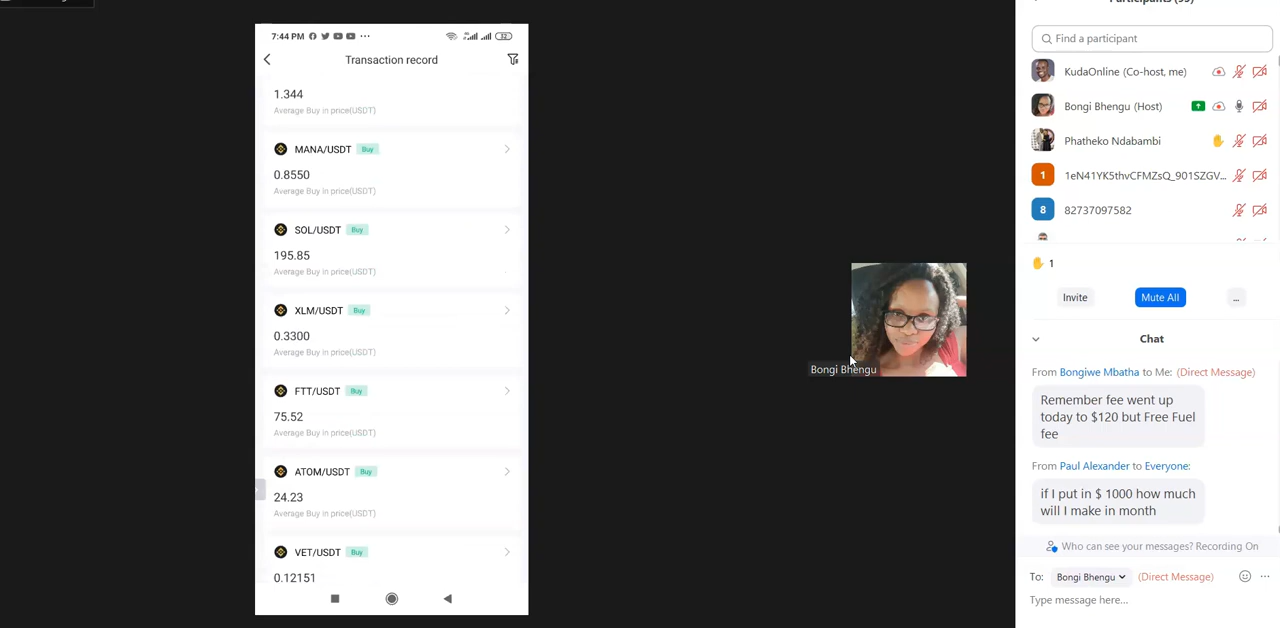 7:44 PM
32
Transaction record
1.344
Average Buy in price(USDT)
MANA/USDT Buy
0.8550
Average Buy in price(USDT)
SOL/USDT Buy
195.85
Average Buy in price(USDT)
XLM/USDT Buy
0.3300
Average Buy in price(USDT)
FTT/USDT Buy
75.52
Average Buy in price(USDT)
ATOM/USDT Buy
24.23
Average Buy in price(USDT)
VET/USDT Buy
0.12151
Bongi Bhengu
Find a participant
KudaOnline (Co-host, me)
Bongi Bhengu (Host)
Phatheko Ndabambi
1 1eN41YK5thvCFMZsQ_901SZGV...
8 82737097582
1
Invite
Mute All
...
Chat
From Bongiwe Mbatha to Me: (Direct Message)
Remember fee went up
today to $120 but Free Fuel
fee
From Paul Alexander to Everyone:
if I put in $ 1000 how much
will I make in month
Who can see your messages? Recording On
To: Bongi Bhengu (Direct Message)
Type message here...